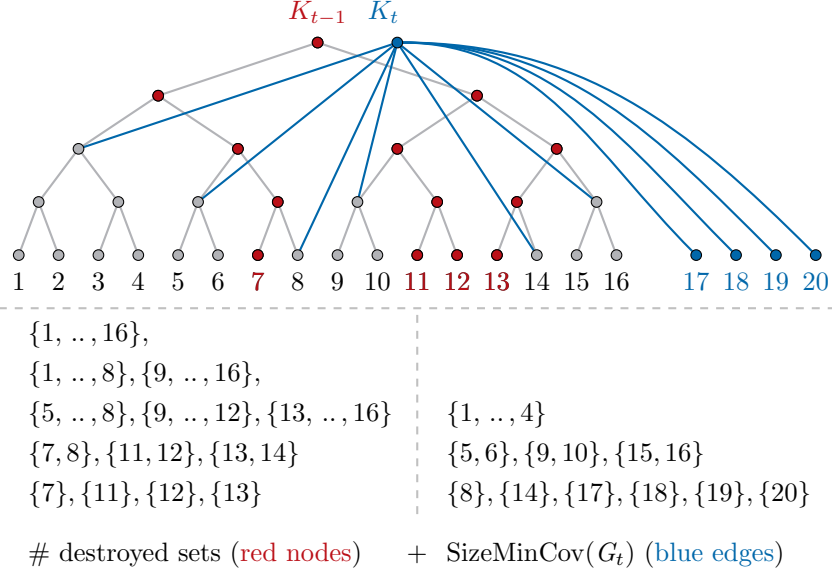 K_{t−1} K_t
1 2 3 4 5 6 7 8 9 10 11 12 13 14 15 16 17 18 19 20
{1, .. , 16},
{1, .. , 8}, {9, .. , 16},
{5, .. , 8}, {9, .. , 12}, {13, .. , 16} {1, .. , 4}
{7, 8}, {11, 12}, {13, 14} {5, 6}, {9, 10}, {15, 16}
{7}, {11}, {12}, {13} {8}, {14}, {17}, {18}, {19}, {20}
# destroyed sets (red nodes) + SizeMinCov(G_t) (blue edges)